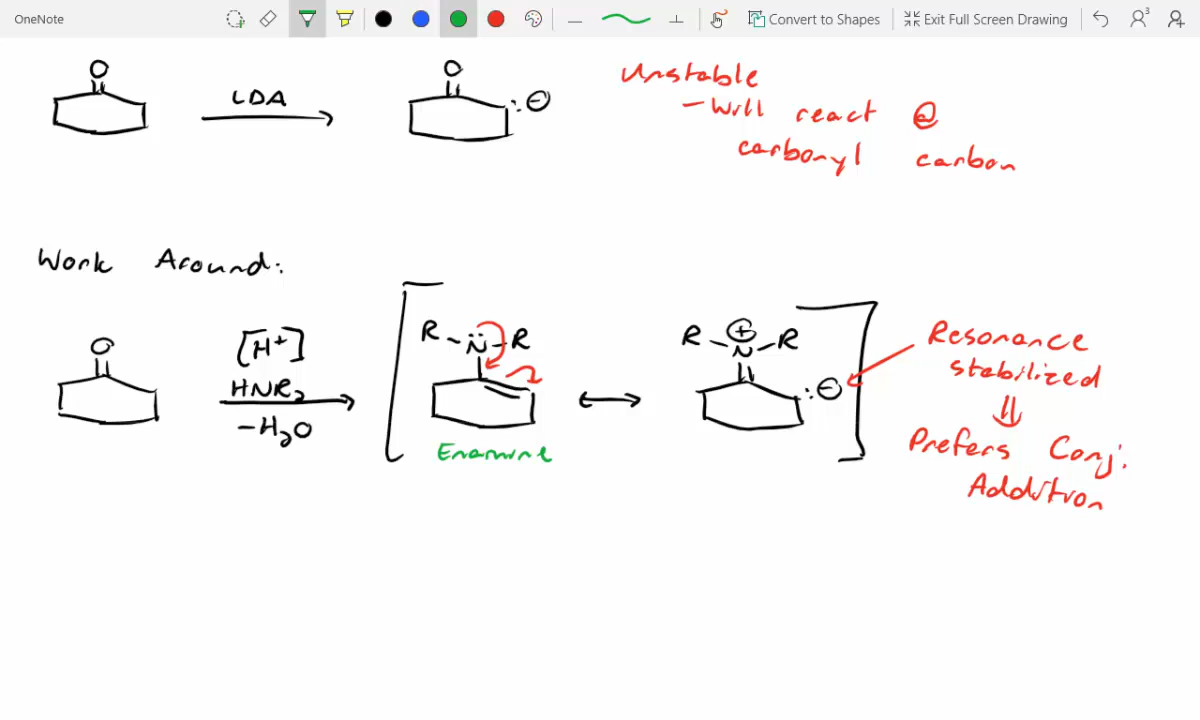 OneNote
Convert to Shapes
Exit Full Screen Drawing
3
O
LDA
O
:⊖
Unstable
- Will react @
carbonyl carbon
Work Around:
O
[H+]
HNR2
-H2O
R-N̈-R
Enamine
⊕
R-N-R
:⊖
Resonance
stabilized
⇓
Prefers Conj.
Addition